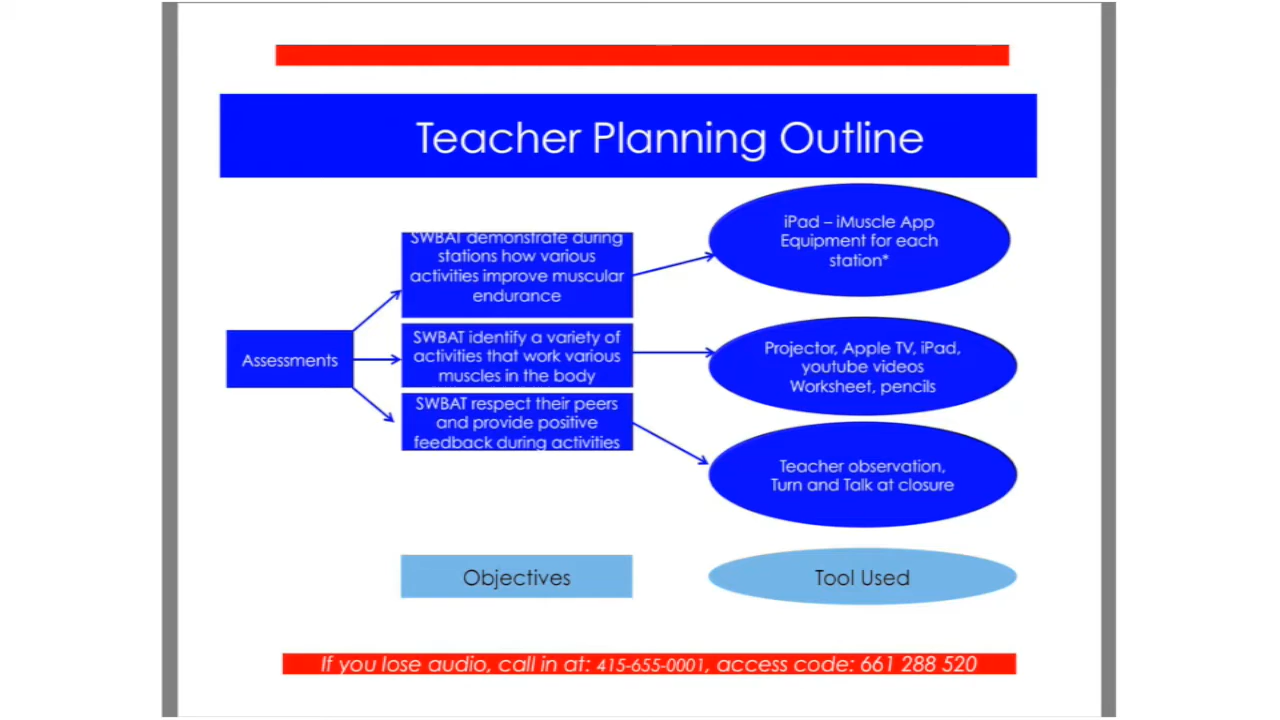 Teacher Planning Outline
SWBAT demonstrate during
stations how various
activities improve muscular
endurance
iPad – iMuscle App
Equipment for each
station*
Assessments
SWBAT identify a variety of
activities that work various
muscles in the body
Projector, Apple TV, iPad,
youtube videos
Worksheet, pencils
SWBAT respect their peers
and provide positive
feedback during activities
Teacher observation,
Turn and Talk at closure
Objectives
Tool Used
If you lose audio, call in at: 415-655-0001, access code: 661 288 520